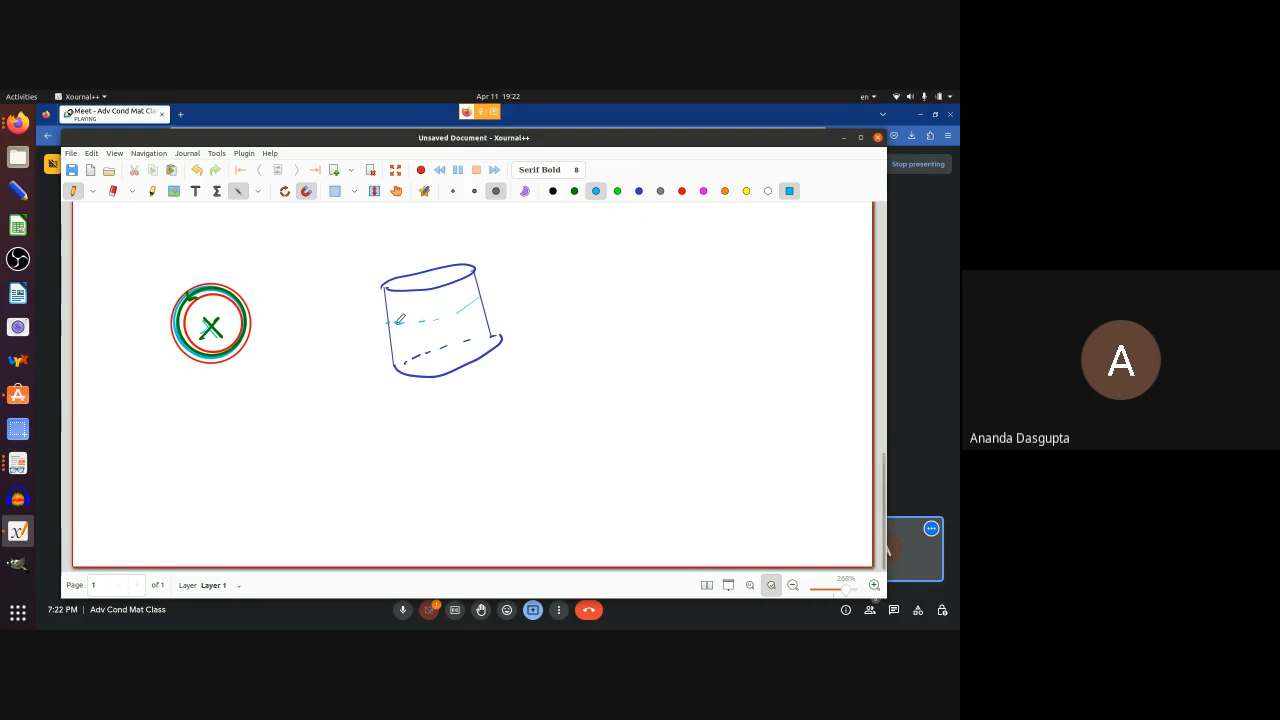 Activities
Xournal++
Apr 11 19:22
en
Meet - Adv Cond Mat Clas
PLAYING
Unsaved Document - Xournal++
Stop presenting
File Edit View Navigation Journal Tools Plugin Help
Serif Bold 8
X
A
Ananda Dasgupta
Page 1 of 1 Layer Layer 1
268%
7:22 PM | Adv Cond Mat Class